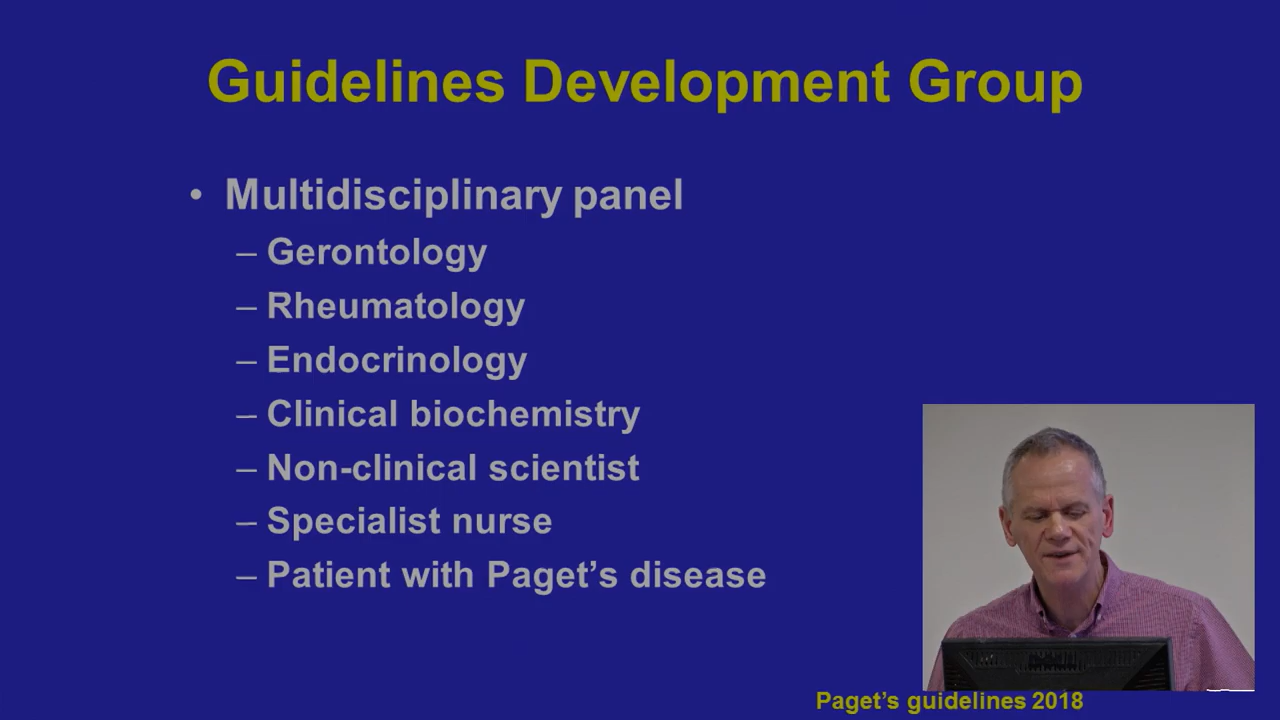 Guidelines Development Group
• Multidisciplinary panel
– Gerontology
– Rheumatology
– Endocrinology
– Clinical biochemistry
– Non-clinical scientist
– Specialist nurse
– Patient with Paget’s disease
Paget’s guidelines 2018